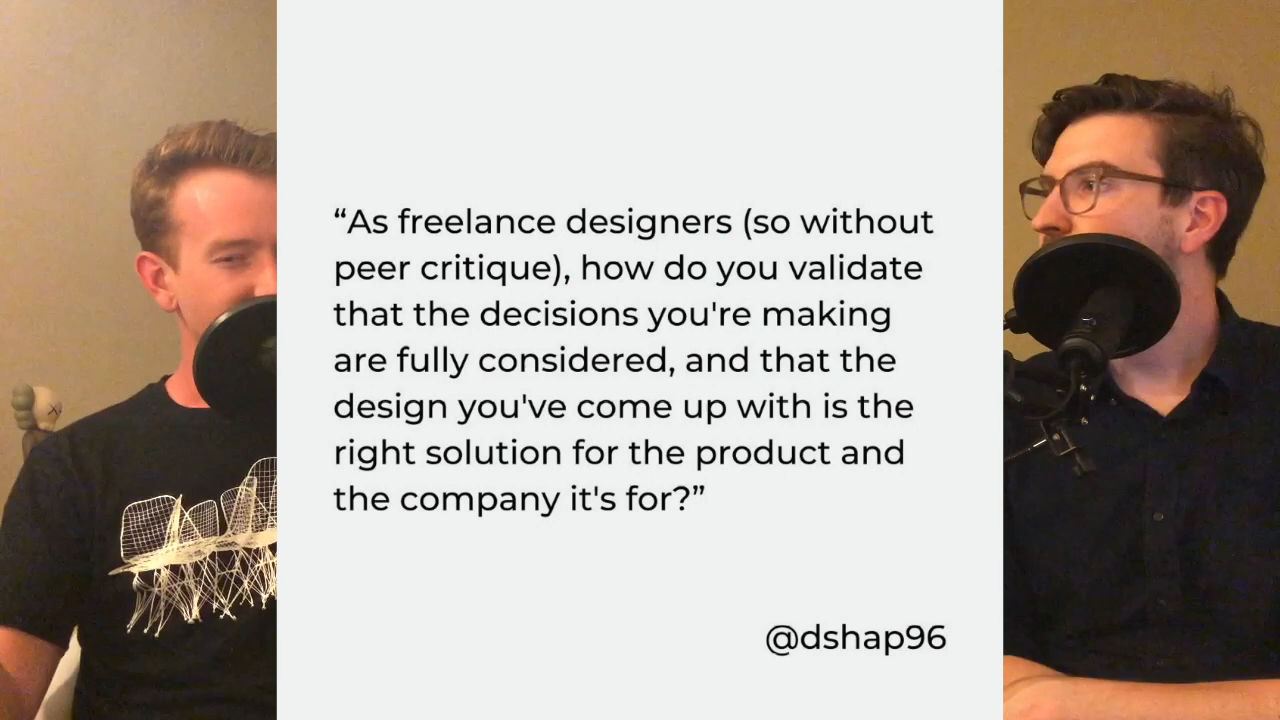 “As freelance designers (so without
peer critique), how do you validate
that the decisions you're making
are fully considered, and that the
design you've come up with is the
right solution for the product and
the company it's for?”
@dshap96